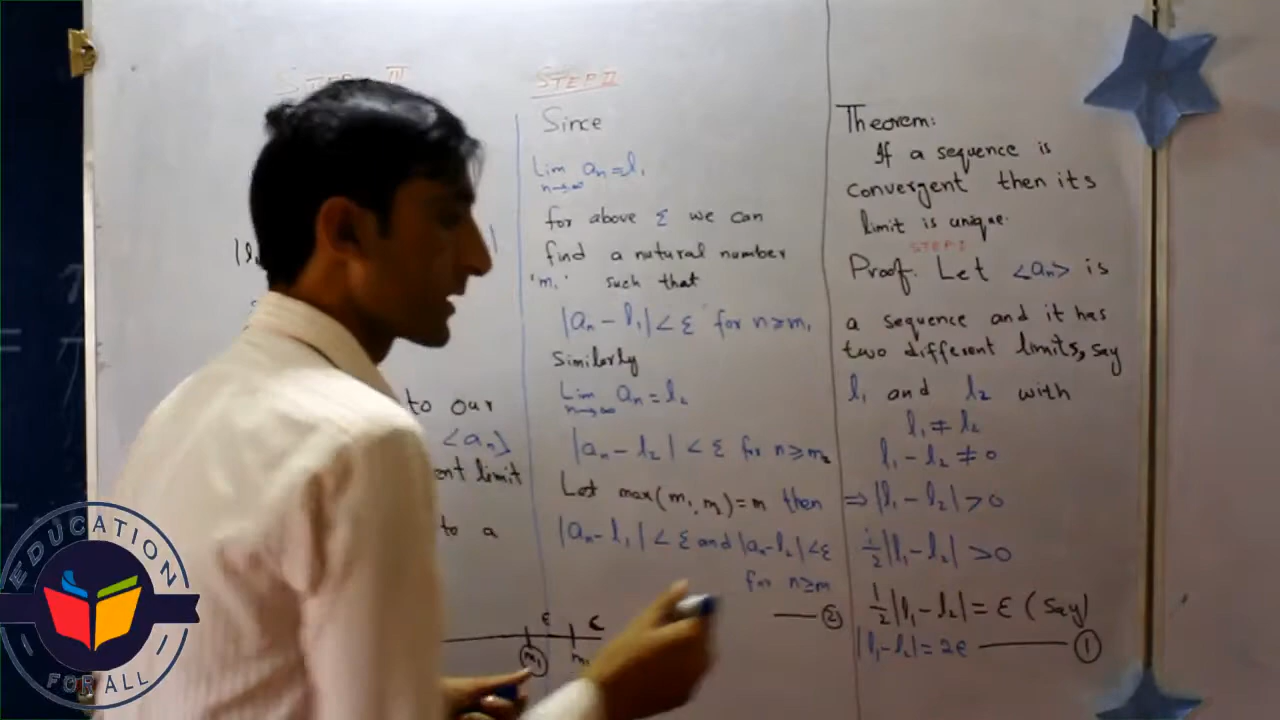 STEP III
|l
to our
<an>
ent limit
to a
STEP II
Since
Lim an = l1
n→∞
for above ε we can
find a natural number
'm1' such that
|an - l1| < ε for n≥m1
Similarly
Lim an = l2
n→∞
|an - l2| < ε for n≥m2
Let max(m1, m2) = m then
|an - l1| < ε and |an - l2| < ε
for n≥m
②
ε ε
m1 m2
Theorem:
If a sequence is
convergent then its
limit is unique.
STEP I
Proof. Let <an> is
a sequence and it has
two different limits, say
l1 and l2 with
l1 ≠ l2
l1 - l2 ≠ 0
⇒ |l1 - l2| > 0
1/2 |l1 - l2| > 0
1/2 |l1 - l2| = ε (Say)
|l1 - l2| = 2ε ①
EDUCATION
FOR ALL